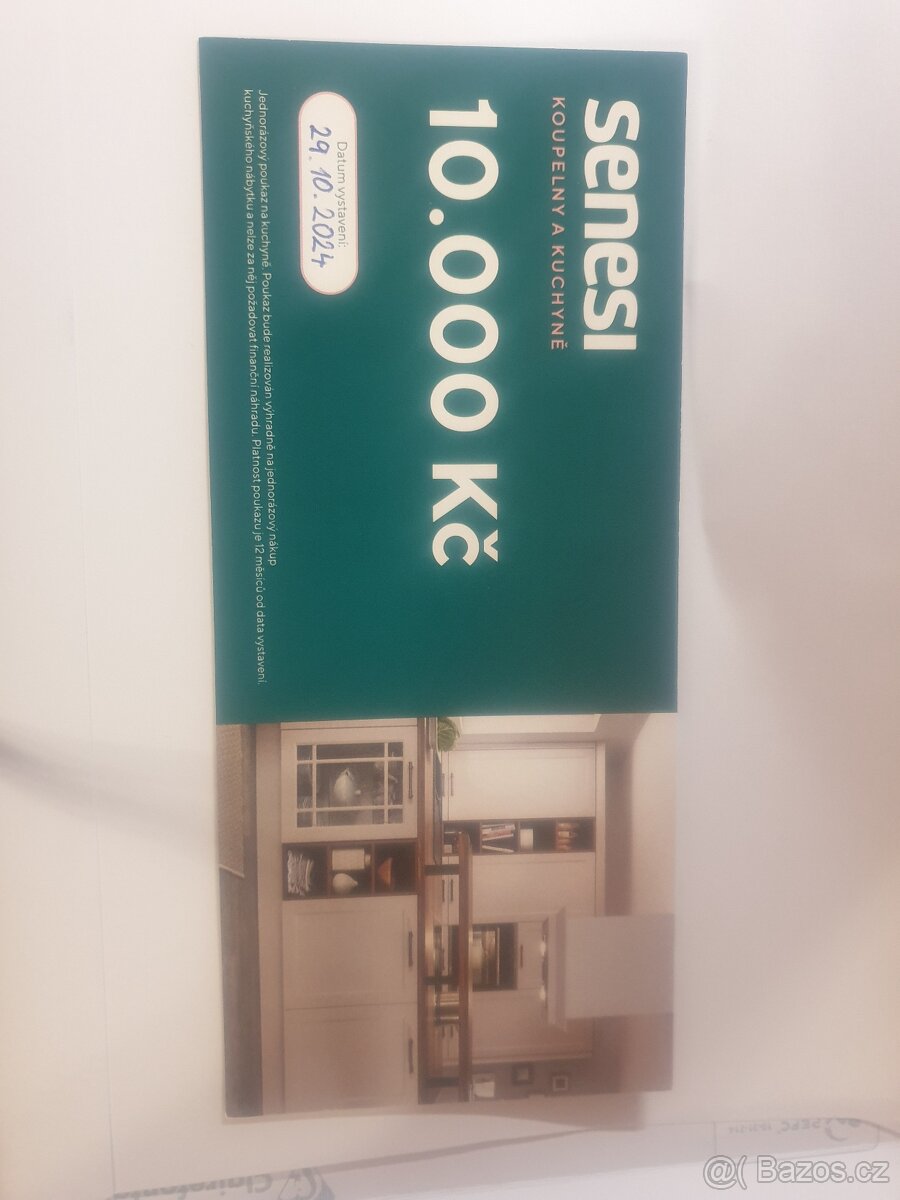 senesi
KOUPELNY A KUCHYNĚ
10.000 Kč
Datum vystavení:
29.10.2024
Jednorázový poukaz na kuchyně. Poukaz bude realizován výhradně na jednorázový nákup
kuchyňského nábytku a nelze za něj požadovat finanční náhradu. Platnost poukazu je 12 měsíců od data vystavení.
@( Bazos.cz